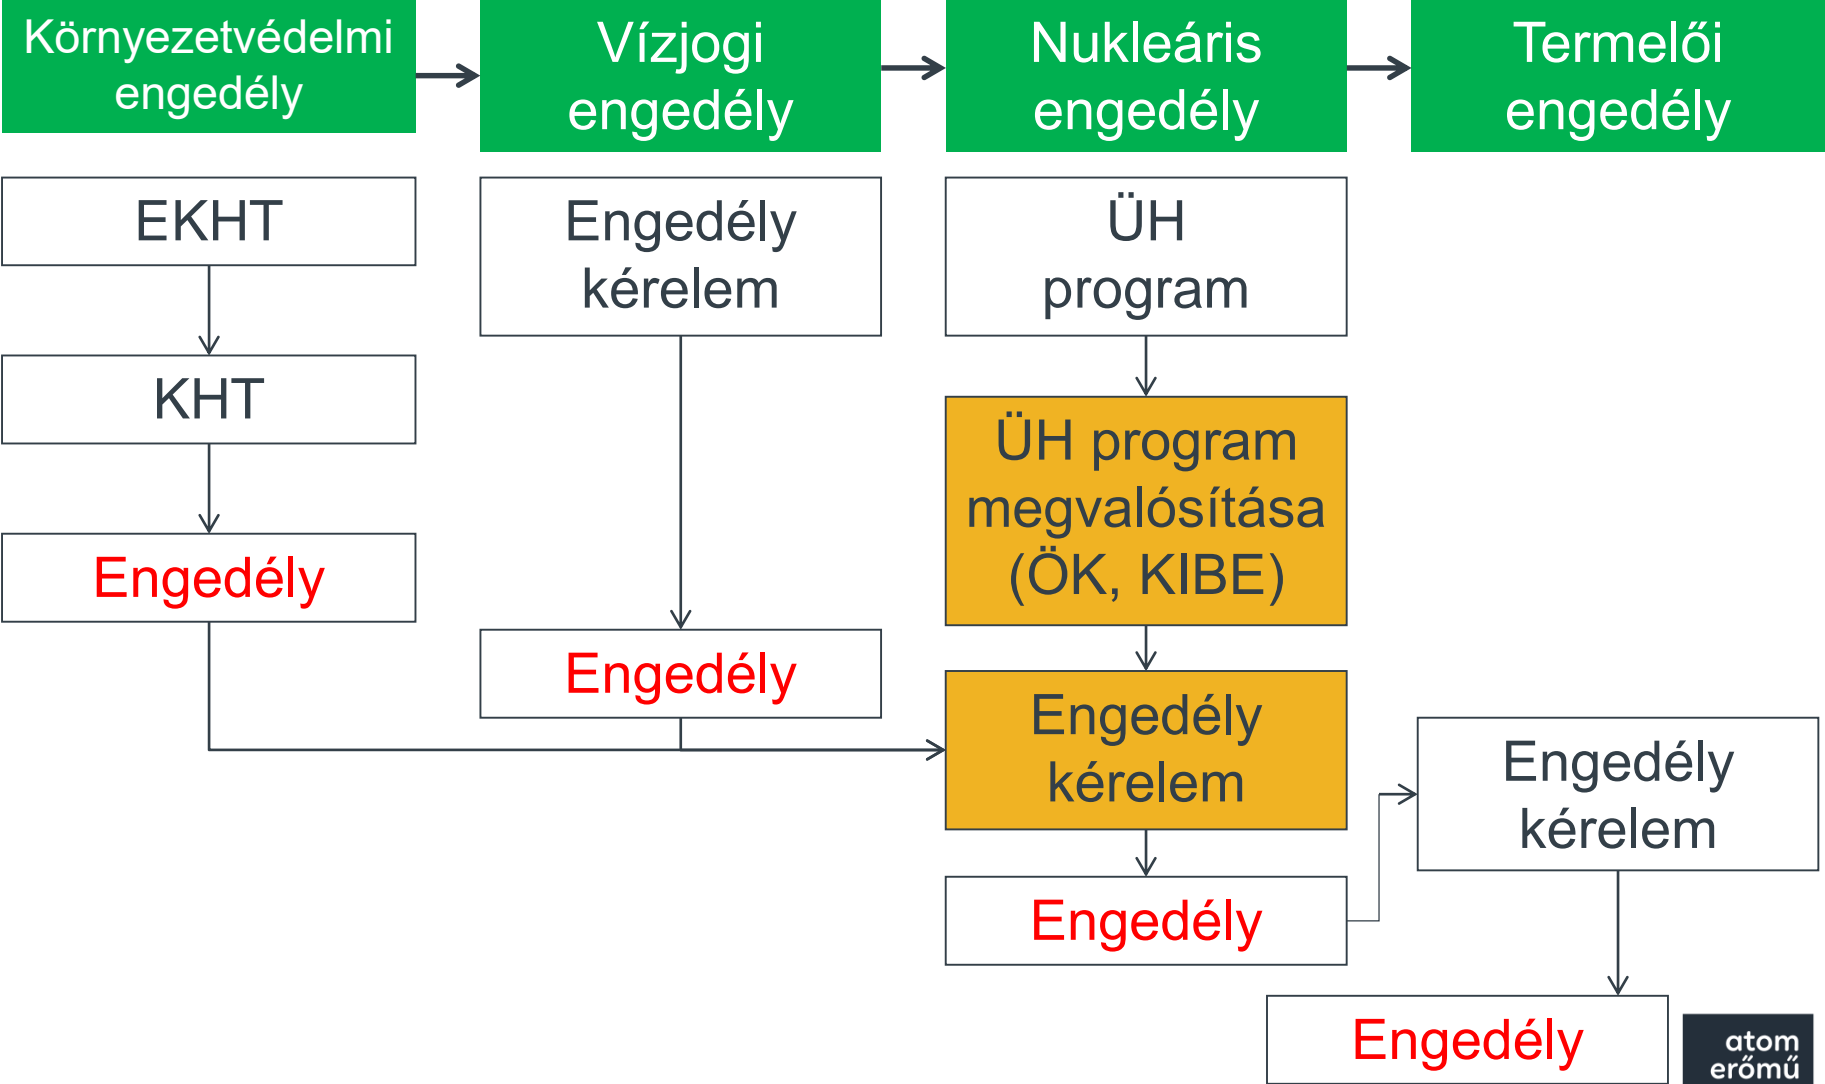 Környezetvédelmi
engedély
Vízjogi
engedély
Nukleáris
engedély
Termelői
engedély
EKHT
KHT
Engedély
Engedély
kérelem
Engedély
ÜH
program
ÜH program
megvalósítása
(ÖK, KIBE)
Engedély
kérelem
Engedély
Engedély
kérelem
Engedély
atom
erőmű